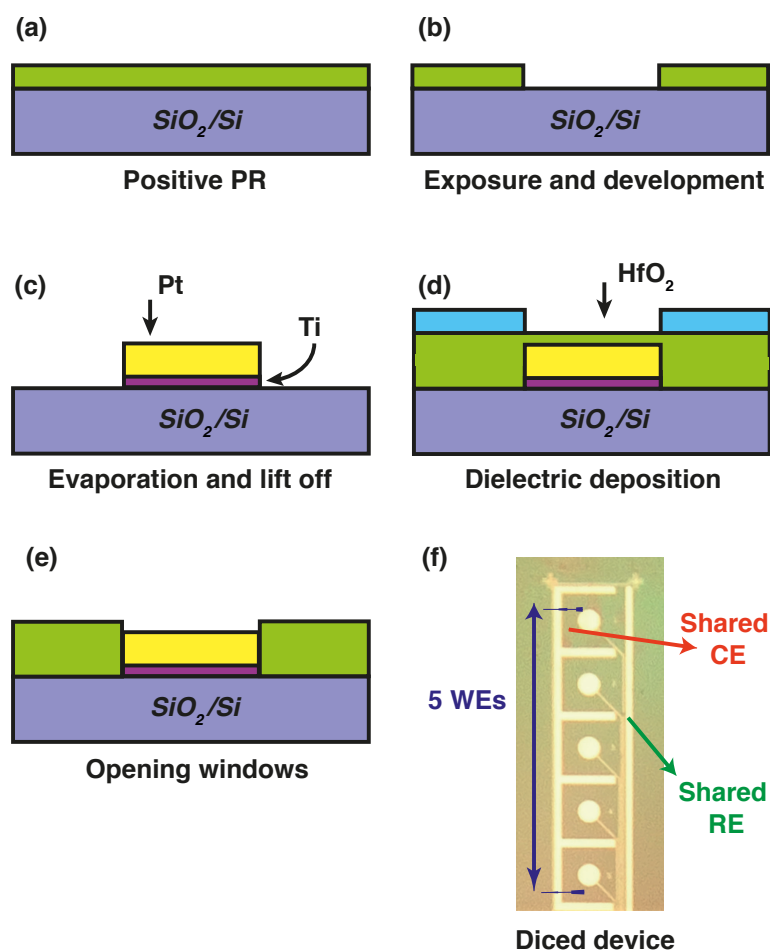 (a)
SiO2/Si
Positive PR
(b)
SiO2/Si
Exposure and development
(c)
Pt
Ti
SiO2/Si
Evaporation and lift off
(d)
HfO2
SiO2/Si
Dielectric deposition
(e)
SiO2/Si
Opening windows
(f)
5 WEs
Shared
CE
Shared
RE
Diced device